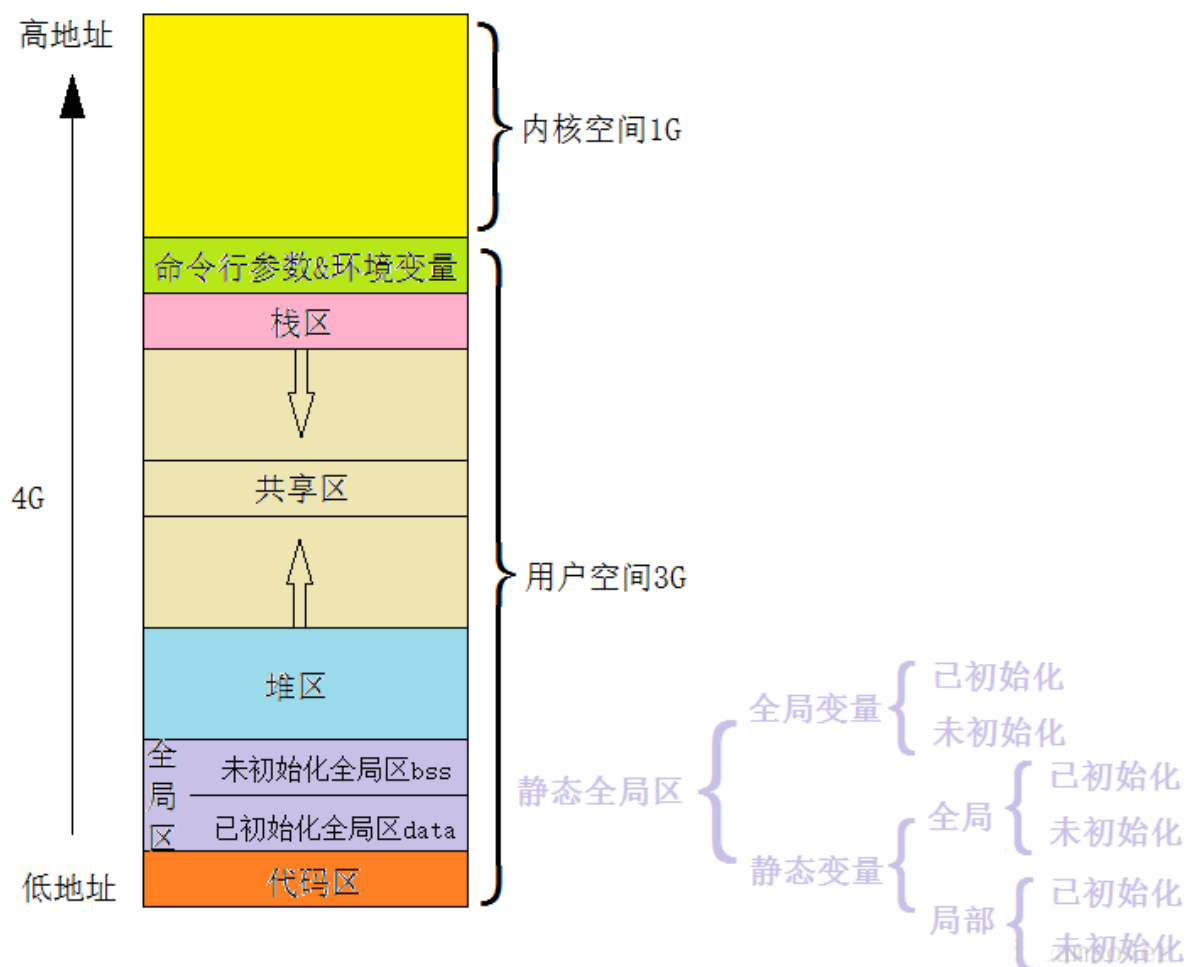 高地址
内核空间1G
命令行参数&环境变量
栈区
4G
共享区
用户空间3G
堆区
全局区
未初始化全局区bss
已初始化全局区data
低地址
代码区
静态全局区
全局变量
已初始化
未初始化
静态变量
全局
已初始化
未初始化
局部
已初始化
未初始化